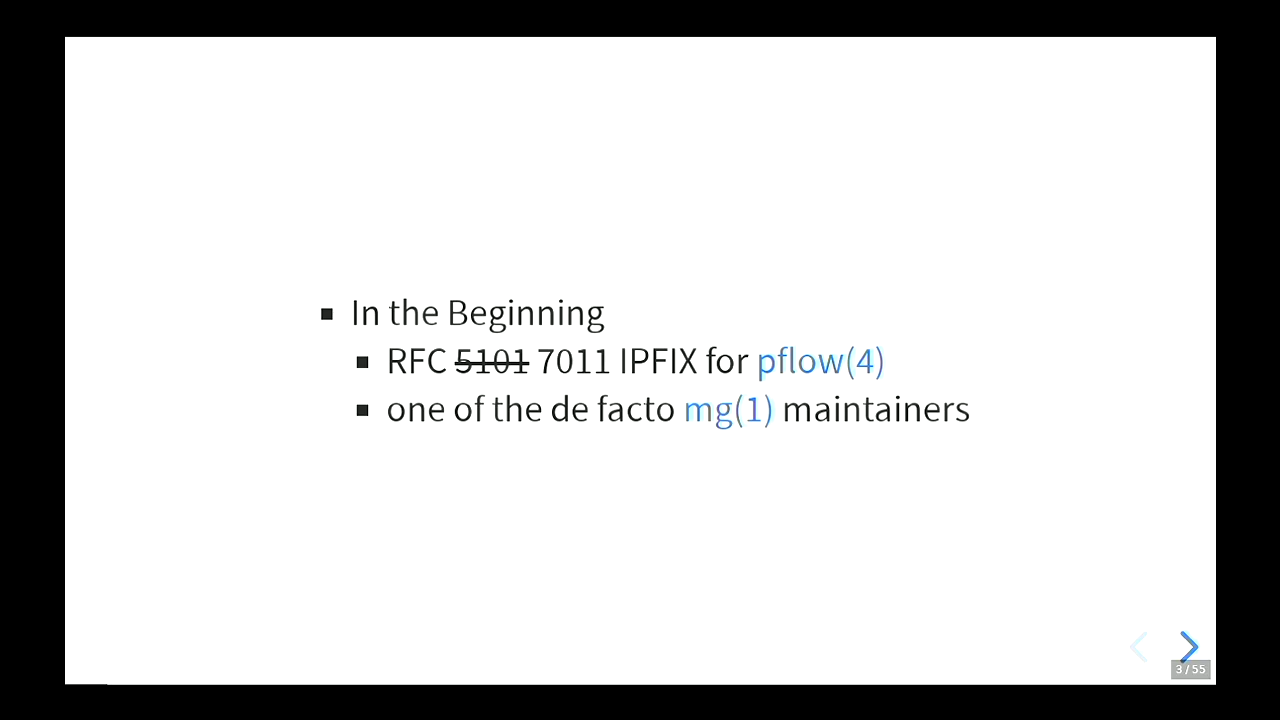 In the Beginning
RFC 5101 7011 IPFIX for pflow(4)
one of the de facto mg(1) maintainers
3 / 55